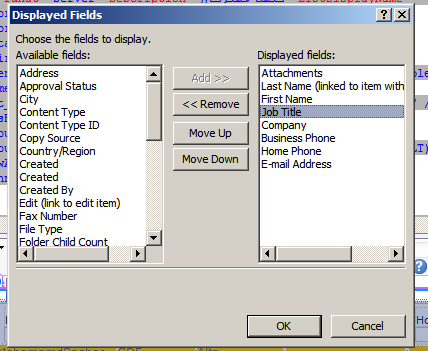 Displayed Fields
Choose the fields to display.
Available fields:
Address
Approval Status
City
Content Type
Content Type ID
Copy Source
Country/Region
Created
Created
Created By
Edit (link to edit item)
Fax Number
File Type
Folder Child Count
Add >>
<< Remove
Move Up
Move Down
Displayed fields:
Attachments
Last Name (linked to item with
First Name
Job Title
Company
Business Phone
Home Phone
E-mail Address
OK
Cancel